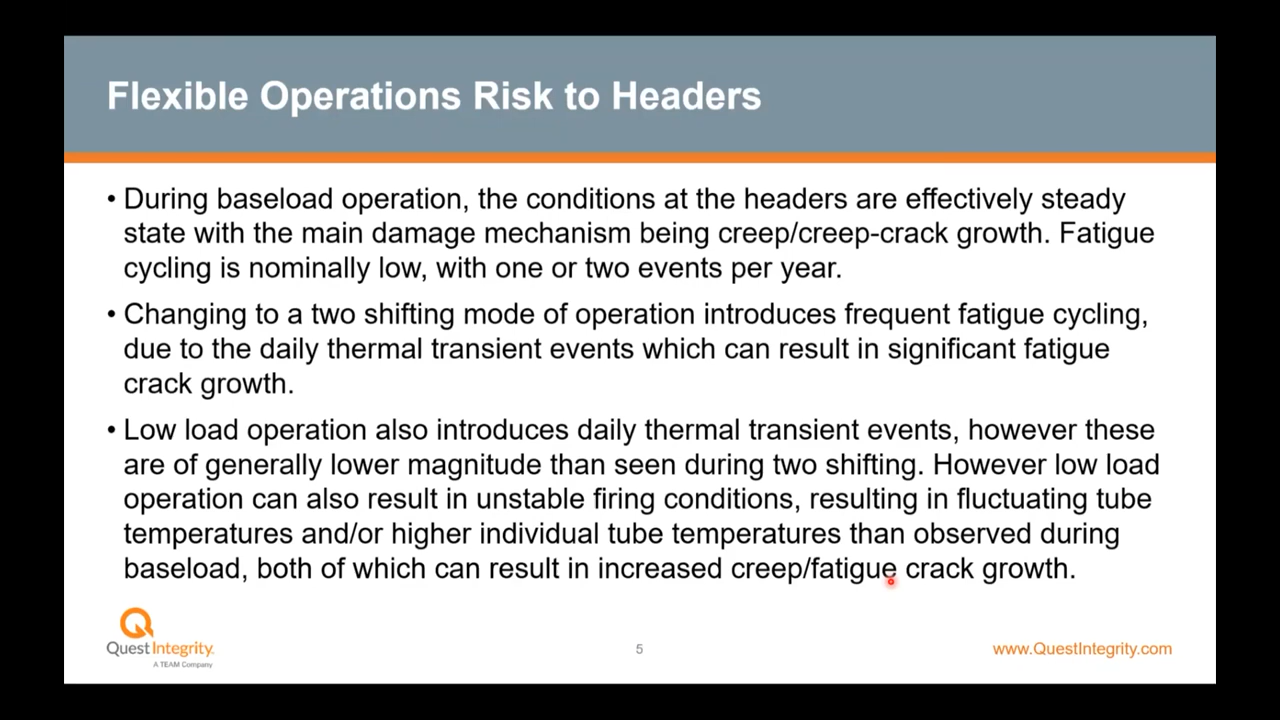 Flexible Operations Risk to Headers
• During baseload operation, the conditions at the headers are effectively steady
state with the main damage mechanism being creep/creep-crack growth. Fatigue
cycling is nominally low, with one or two events per year.
• Changing to a two shifting mode of operation introduces frequent fatigue cycling,
due to the daily thermal transient events which can result in significant fatigue
crack growth.
• Low load operation also introduces daily thermal transient events, however these
are of generally lower magnitude than seen during two shifting. However low load
operation can also result in unstable firing conditions, resulting in fluctuating tube
temperatures and/or higher individual tube temperatures than observed during
baseload, both of which can result in increased creep/fatigue crack growth.
QuestIntegrity
A TEAM Company
5
www.QuestIntegrity.com